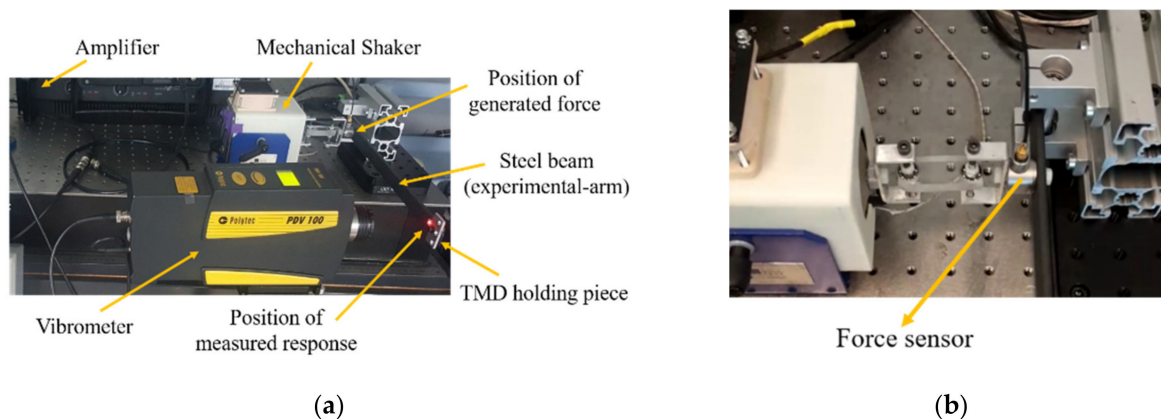 Amplifier
Mechanical Shaker
Position of
generated force
Steel beam
(experimental-arm)
Polytec
PDV 100
TMD holding piece
Vibrometer
Position of
measured response
Force sensor
(a)
(b)